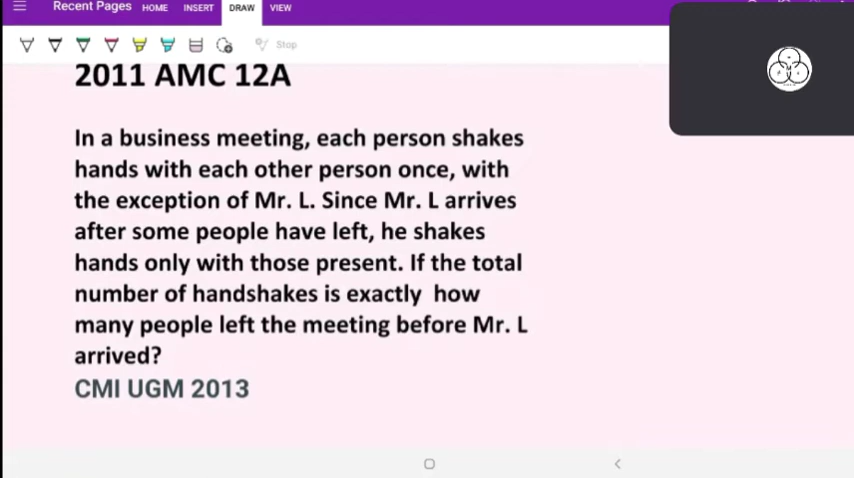 Recent Pages HOME INSERT DRAW VIEW
Stop
2011 AMC 12A
In a business meeting, each person shakes
hands with each other person once, with
the exception of Mr. L. Since Mr. L arrives
after some people have left, he shakes
hands only with those present. If the total
number of handshakes is exactly how
many people left the meeting before Mr. L
arrived?
CMI UGM 2013